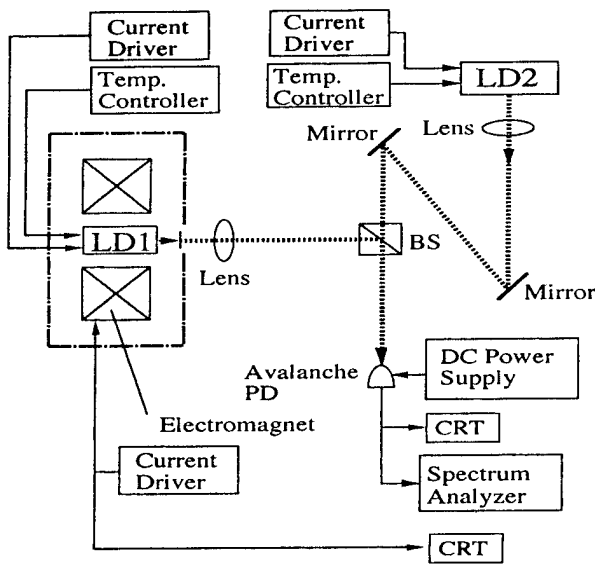 Current
Driver
Temp.
Controller
Current
Driver
Temp.
Controller
LD2
Mirror
Lens
LD1
Lens
BS
Mirror
Avalanche
PD
DC Power
Supply
Electromagnet
CRT
Current
Driver
Spectrum
Analyzer
CRT